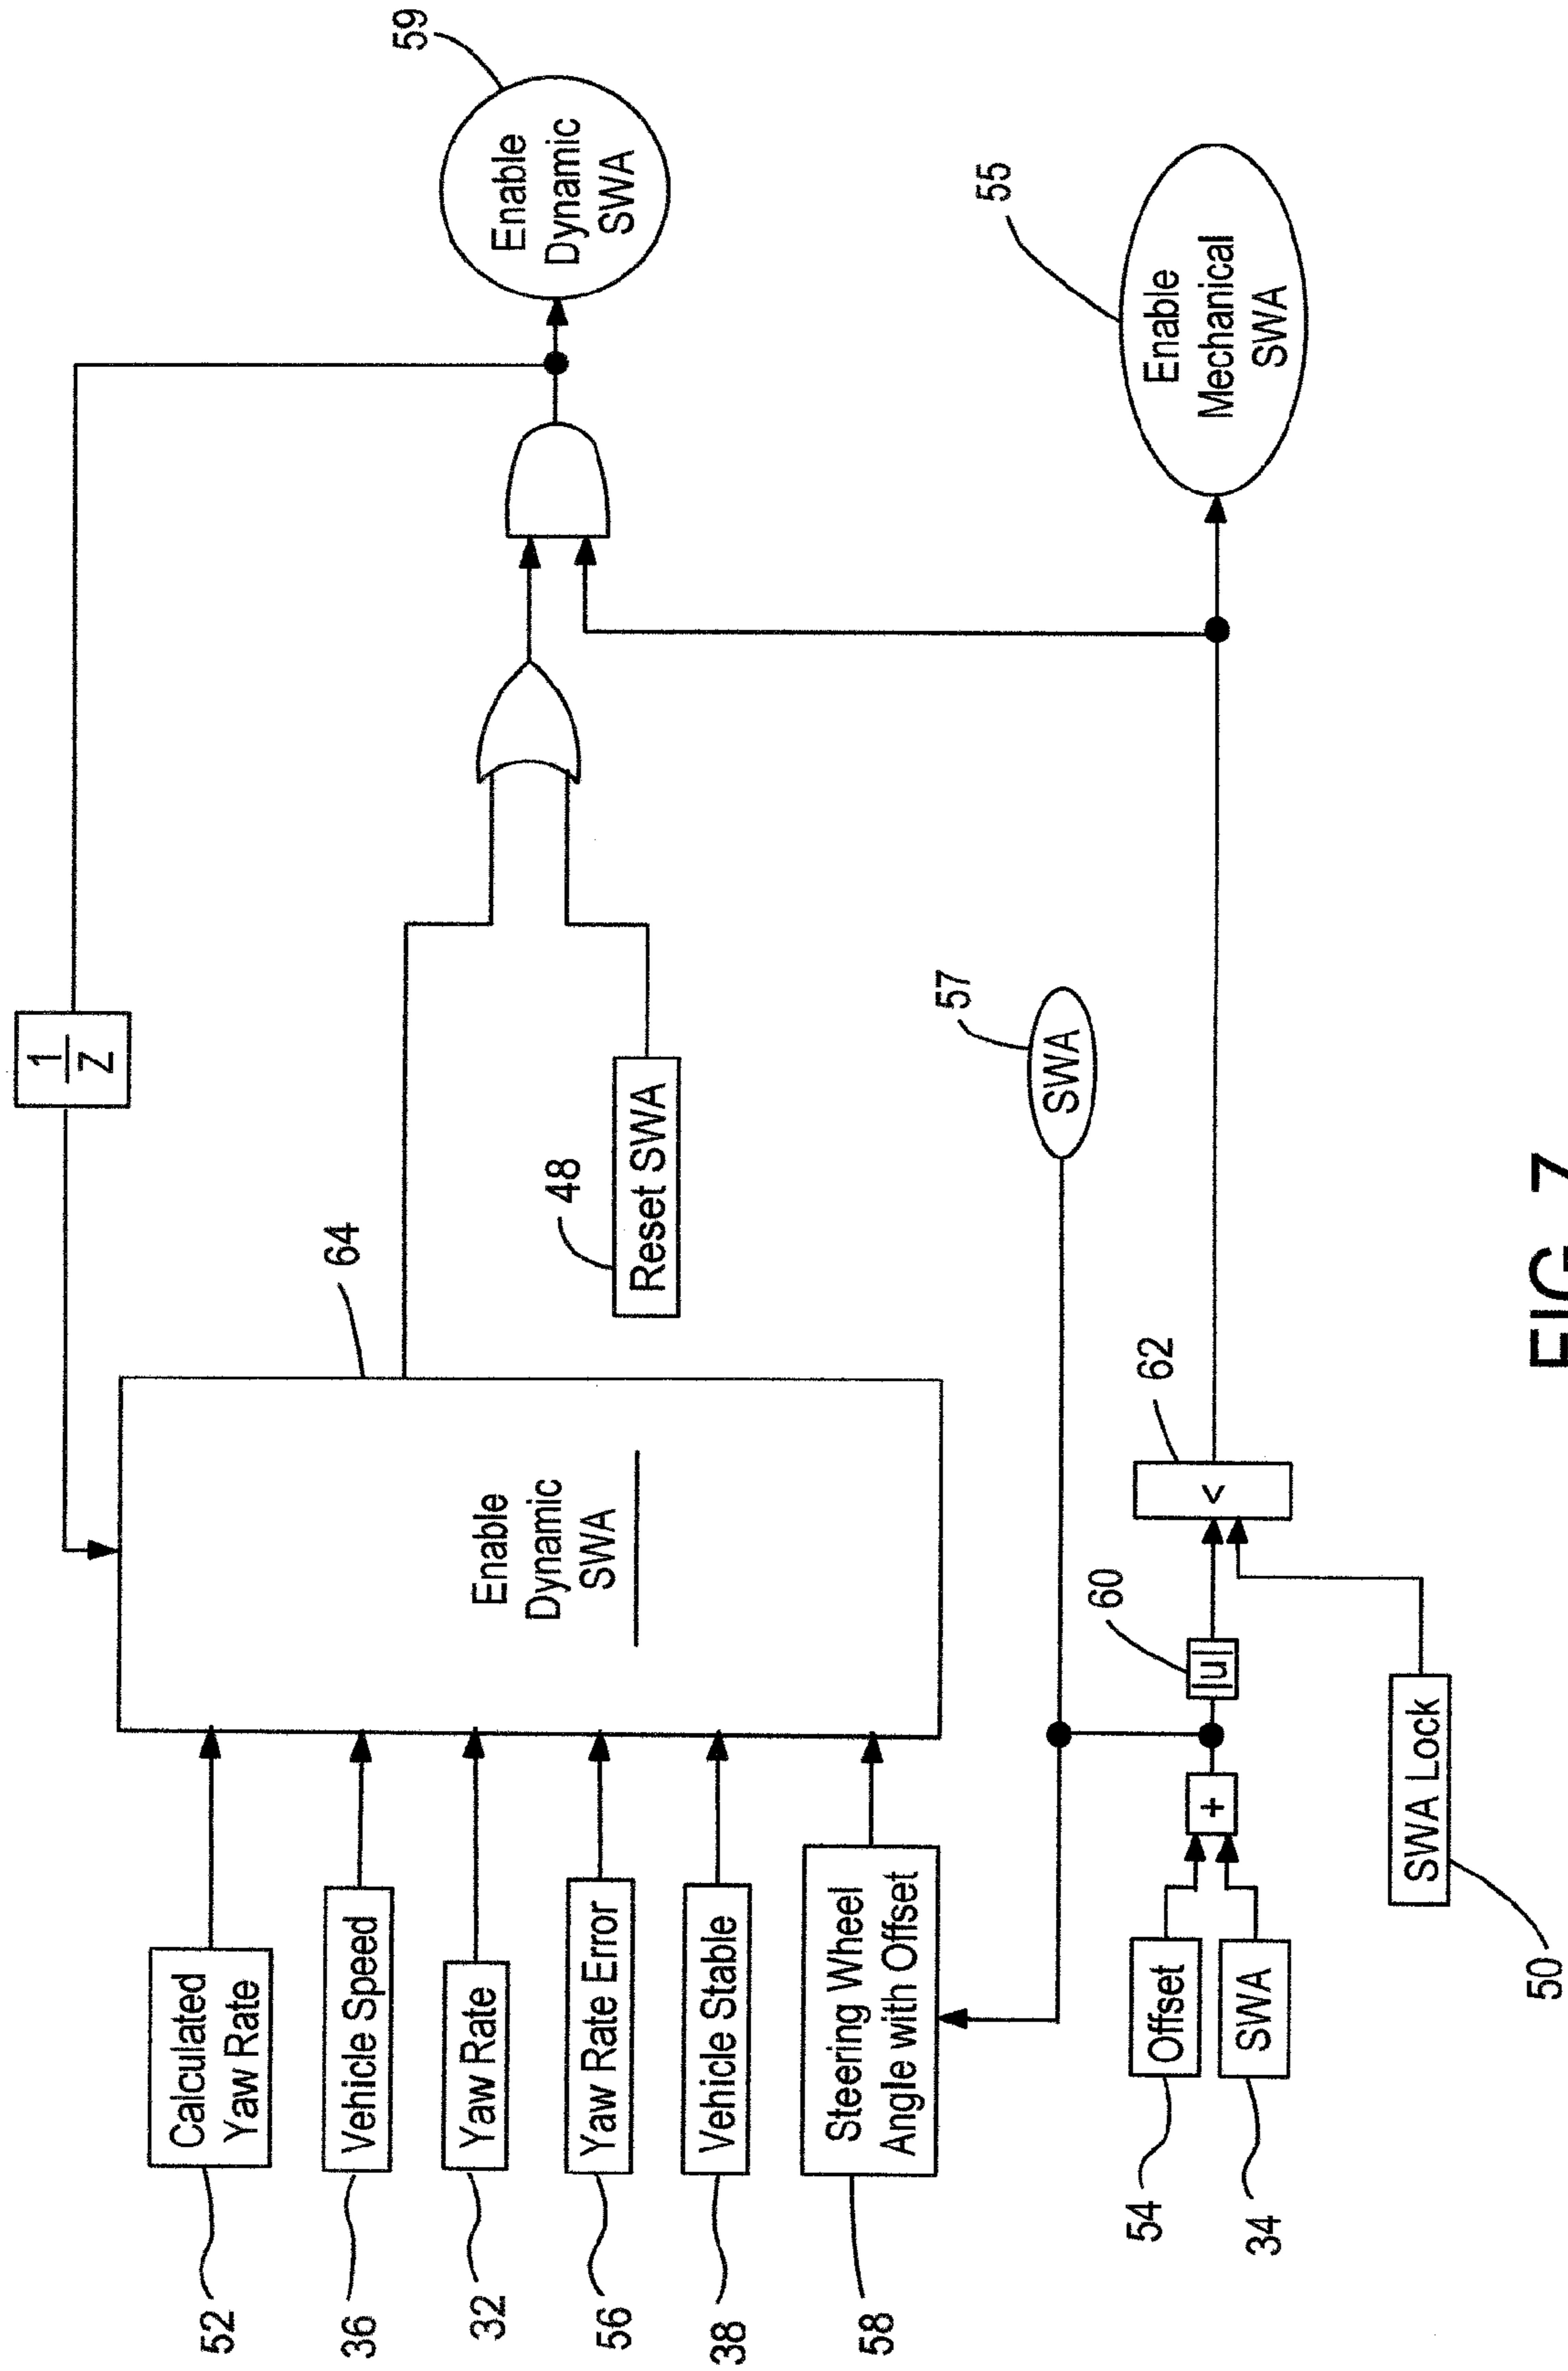 1
Z
59
Enable
Dynamic
SWA
64
Enable
Dynamic
SWA
52
Calculated
Yaw Rate
36
Vehicle Speed
32
Yaw Rate
56
Yaw Rate Error
38
Vehicle Stable
58
Steering Wheel
Angle with Offset
48
Reset SWA
57
SWA
55
Enable
Mechanical
SWA
54
Offset
34
SWA
+
60
|u|
62
<
50
SWA Lock
FIG. 7